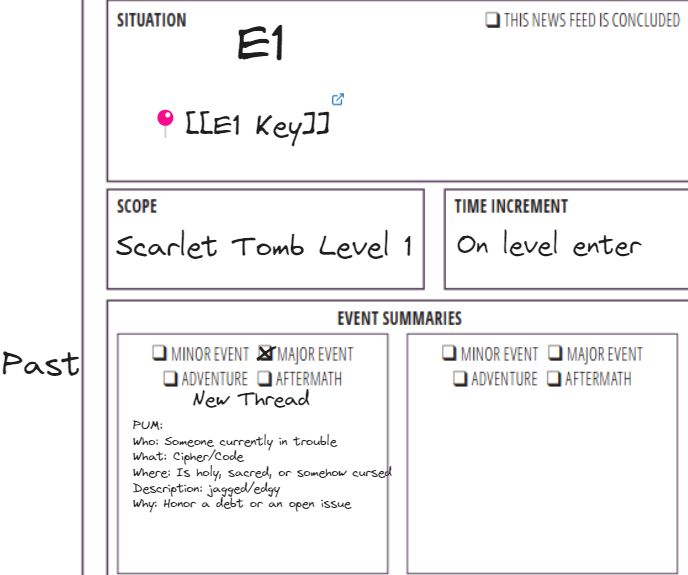 SITUATION
THIS NEWS FEED IS CONCLUDED
E1
[[E1 Key]]
SCOPE
Scarlet Tomb Level 1
TIME INCREMENT
On level enter
EVENT SUMMARIES
Past
MINOR EVENT MAJOR EVENT
ADVENTURE AFTERMATH
New Thread
PUM:
Who: Someone currently in trouble
What: Cipher/Code
Where: Is holy, sacred, or somehow cursed
Description: jagged/edgy
Why: Honor a debt or an open issue
MINOR EVENT MAJOR EVENT
ADVENTURE AFTERMATH